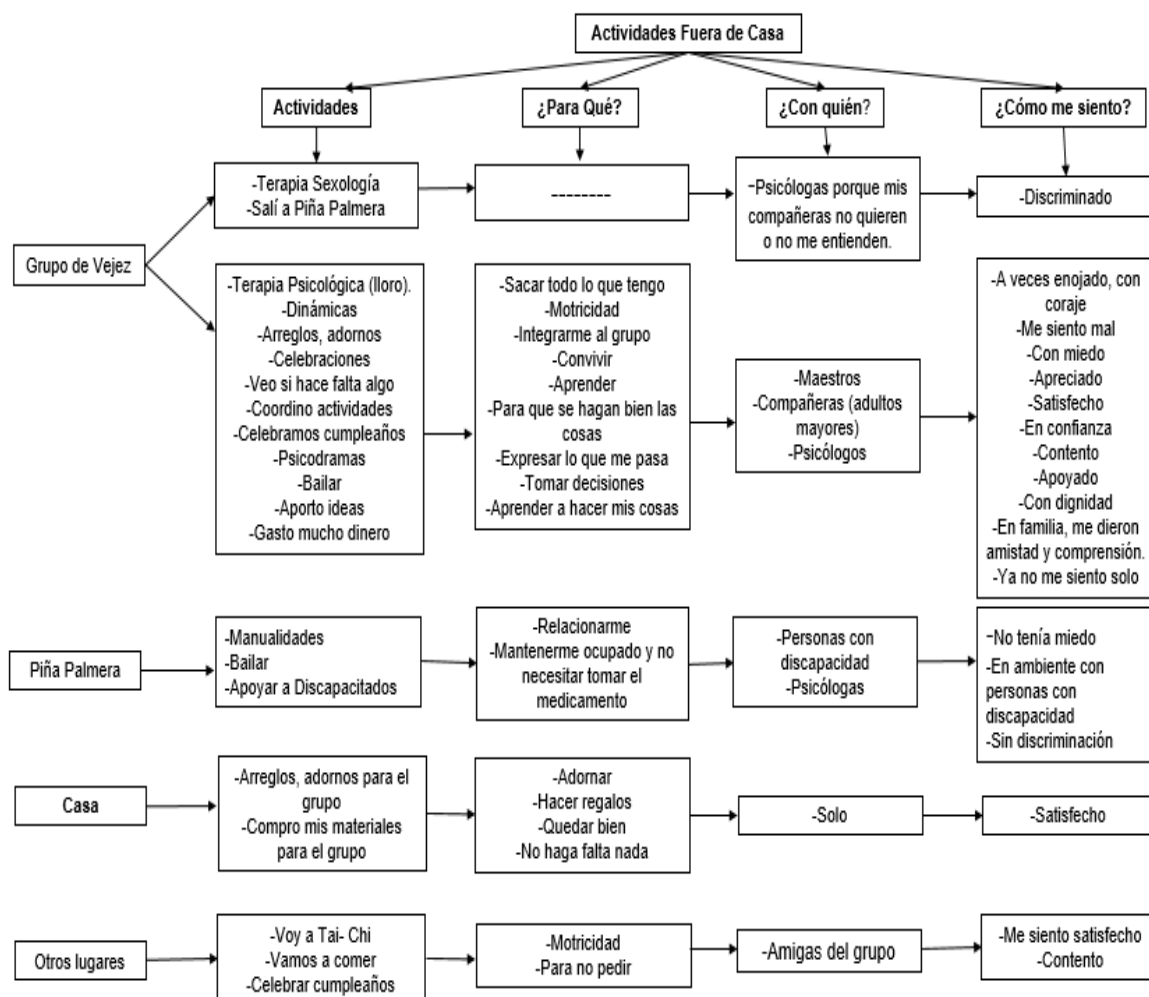 Actividades Fuera de Casa
Actividades
¿Para Qué?
¿Con quién?
¿Cómo me siento?
Grupo de Vejez
-Terapia Sexología
-Salí a Piña Palmera
--------
-Psicólogas porque mis
compañeras no quieren
o no me entienden.
-Discriminado
-Terapia Psicológica (lloro).
-Dinámicas
-Arreglos, adornos
-Celebraciones
-Veo si hace falta algo
-Coordino actividades
-Celebramos cumpleaños
-Psicodramas
-Bailar
-Aporto ideas
-Gasto mucho dinero
-Sacar todo lo que tengo
-Motricidad
-Integrarme al grupo
-Convivir
-Aprender
-Para que se hagan bien las
cosas
-Expresar lo que me pasa
-Tomar decisiones
-Aprender a hacer mis cosas
-Maestros
-Compañeras (adultos
mayores)
-Psicólogos
-A veces enojado, con
coraje
-Me siento mal
-Con miedo
-Apreciado
-Satisfecho
-En confianza
-Contento
-Apoyado
-Con dignidad
-En familia, me dieron
amistad y comprensión.
-Ya no me siento solo
Piña Palmera
-Manualidades
-Bailar
-Apoyar a Discapacitados
-Relacionarme
-Mantenerme ocupado y no
necesitar tomar el
medicamento
-Personas con
discapacidad
-Psicólogas
-No tenía miedo
-En ambiente con
personas con
discapacidad
-Sin discriminación
Casa
-Arreglos, adornos para el
grupo
-Compro mis materiales
para el grupo
-Adornar
-Hacer regalos
-Quedar bien
-No haga falta nada
-Solo
-Satisfecho
Otros lugares
-Voy a Tai- Chi
-Vamos a comer
-Celebrar cumpleaños
-Motricidad
-Para no pedir
-Amigas del grupo
-Me siento satisfecho
-Contento